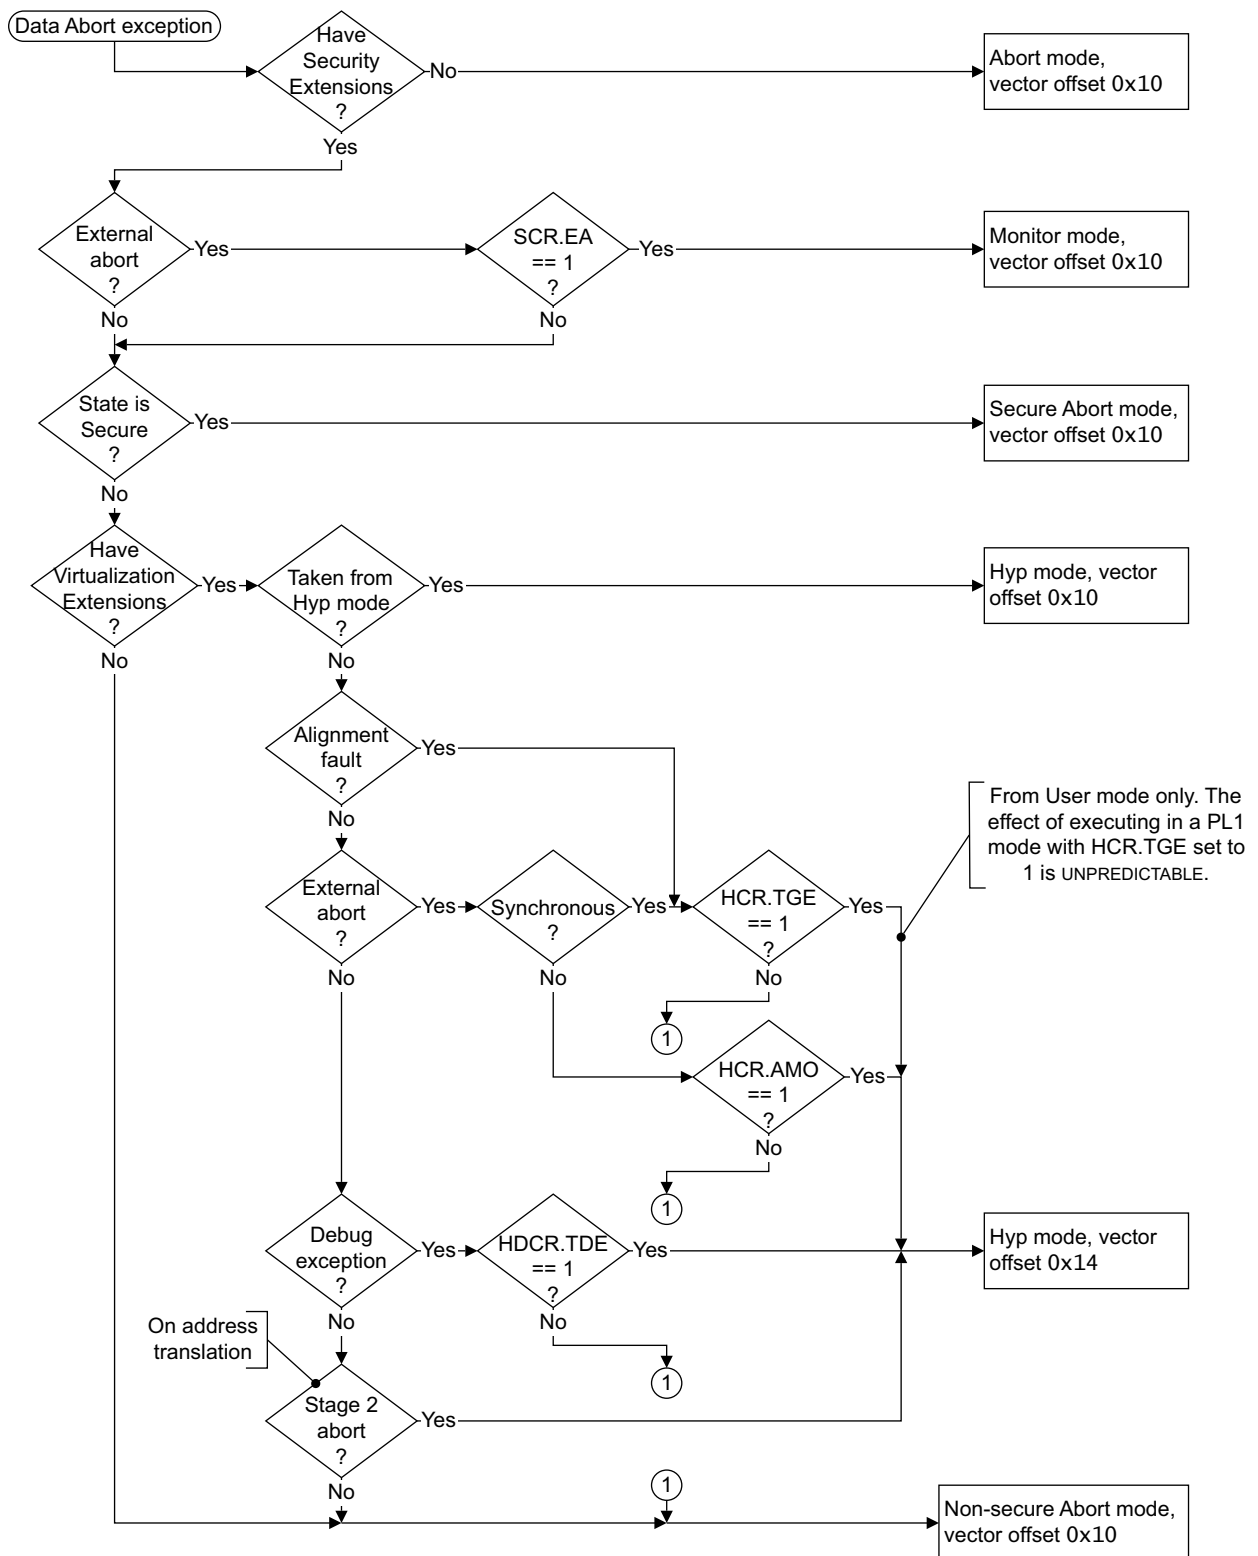 Data Abort exception
Have
Security
Extensions
?
No
Abort mode,
vector offset 0x10
Yes
External
abort
?
Yes
SCR.EA
== 1
?
Yes
Monitor mode,
vector offset 0x10
No
No
State is
Secure
?
Yes
Secure Abort mode,
vector offset 0x10
No
Have
Virtualization
Extensions
?
Yes
Taken from
Hyp mode
?
Yes
Hyp mode, vector
offset 0x10
No
No
Alignment
fault
?
Yes
No
From User mode only. The
effect of executing in a PL1
mode with HCR.TGE set to
1 is UNPREDICTABLE.
External
abort
?
Yes
Synchronous
?
Yes
HCR.TGE
== 1
?
Yes
No
No
No
1
HCR.AMO
== 1
?
Yes
No
1
Debug
exception
?
Yes
HDCR.TDE
== 1
?
Yes
Hyp mode, vector
offset 0x14
No
No
On address
translation
1
Stage 2
abort
?
Yes
No
1
Non-secure Abort mode,
vector offset 0x10